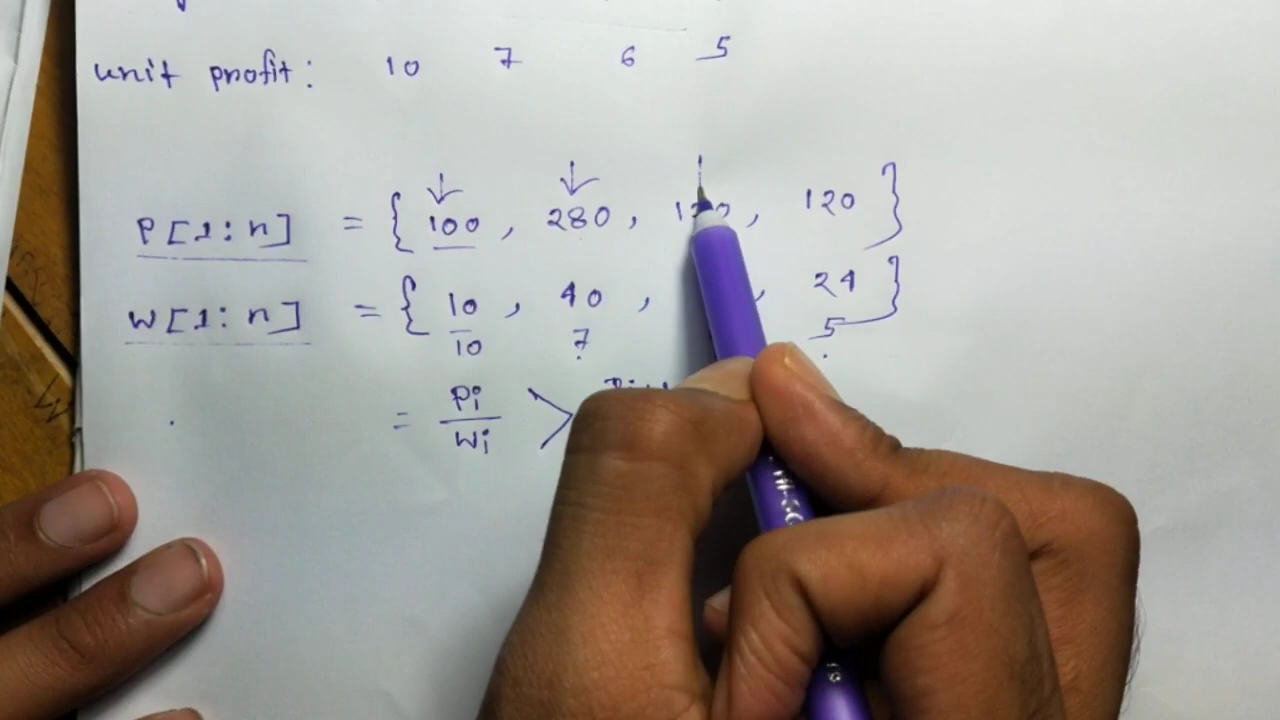 unit profit: 10 7 6 5
P[1:n] = { 100, 280, 120, 120 }
W[1:n] = { 10, 40, , 24 }
10 7 5
= Pi/Wi >